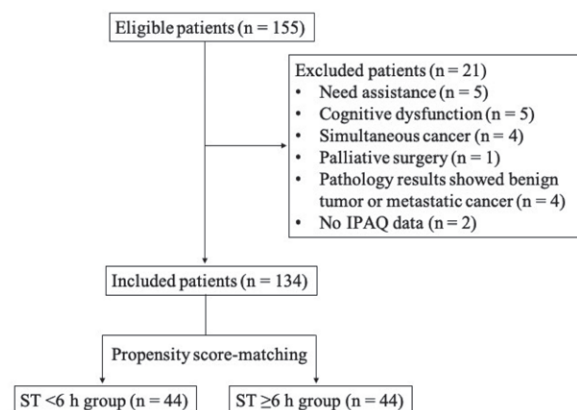 Eligible patients (n = 155)
Excluded patients (n = 21)
• Need assistance (n = 5)
• Cognitive dysfunction (n = 5)
• Simultaneous cancer (n = 4)
• Palliative surgery (n = 1)
• Pathology results showed benign
tumor or metastatic cancer (n = 4)
• No IPAQ data (n = 2)
Included patients (n = 134)
Propensity score-matching
ST <6 h group (n = 44)
ST ≥6 h group (n = 44)